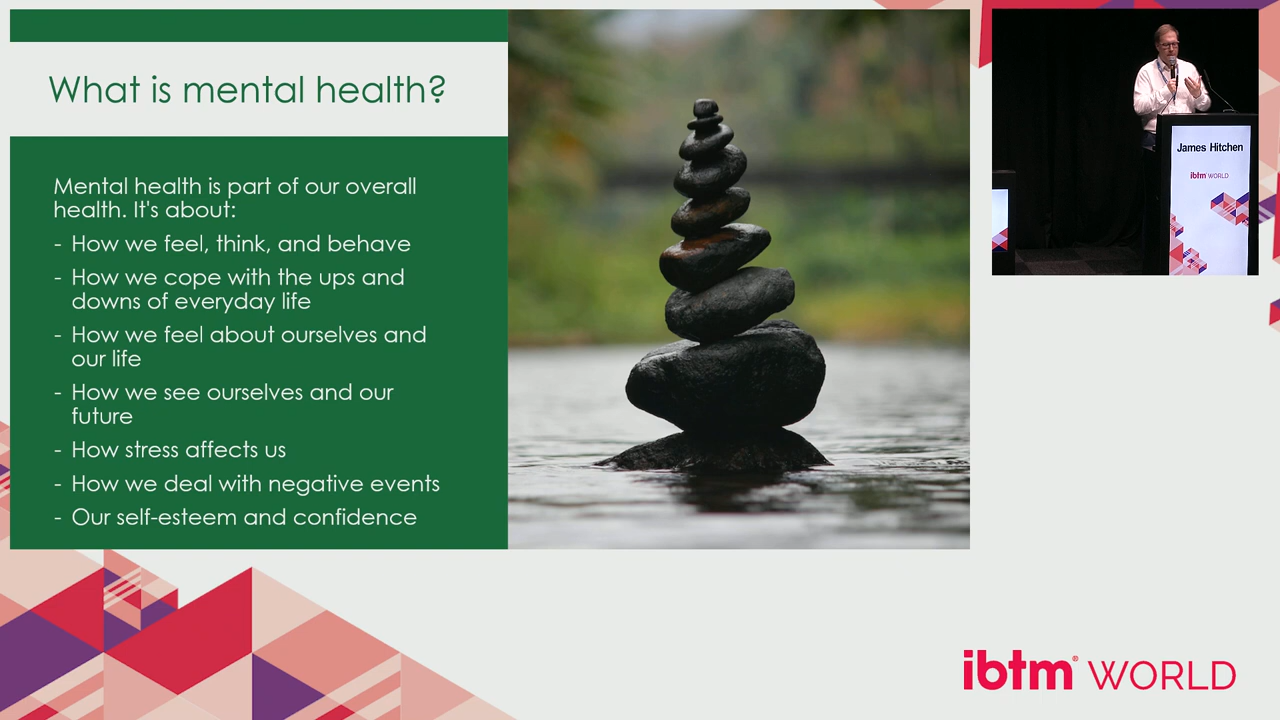 What is mental health?
Mental health is part of our overall
health. It's about:
- How we feel, think, and behave
- How we cope with the ups and
downs of everyday life
- How we feel about ourselves and
our life
- How we see ourselves and our
future
- How stress affects us
- How we deal with negative events
- Our self-esteem and confidence
James Hitchen
ibtm WORLD
ibtm® WORLD